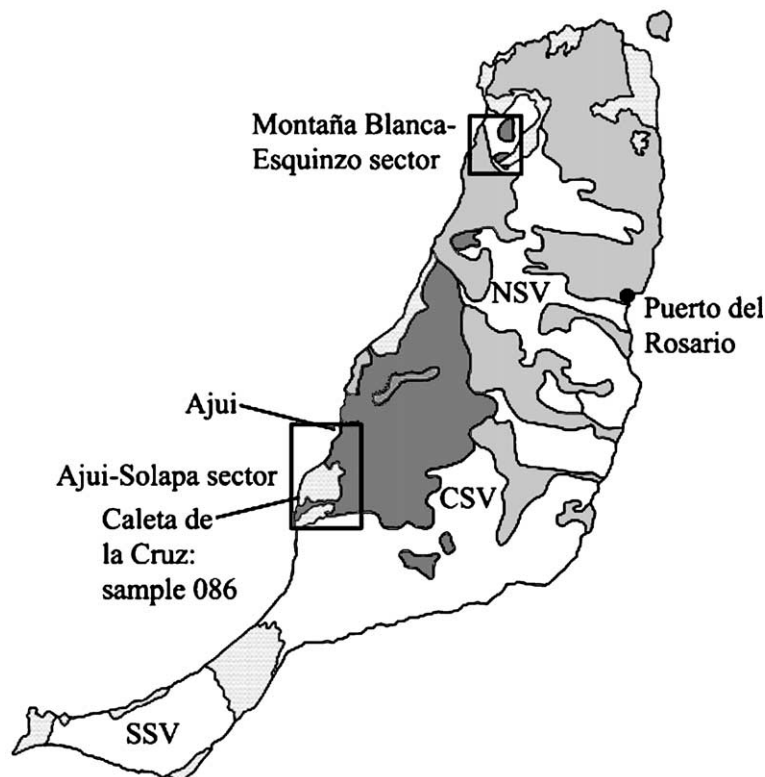 Montaña Blanca-
Esquinzo sector
NSV
Puerto del
Rosario
Ajui
Ajui-Solapa sector
Caleta de
la Cruz:
sample 086
CSV
SSV